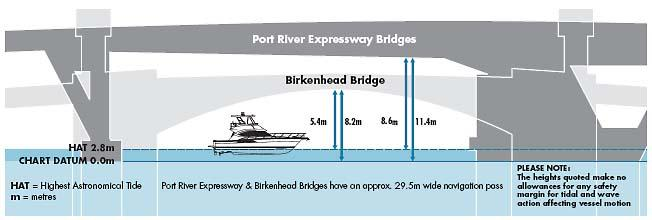 Port River Expressway Bridges
Birkenhead Bridge
5.4m
8.2m
8.6m
11.4m
HAT 2.8m
CHART DATUM 0.0m
HAT = Highest Astronomical Tide
m = metres
Port River Expressway & Birkenhead Bridges have an approx. 29.5m wide navigation pass
PLEASE NOTE:
The heights quoted make no
allowances for any safety
margin for tidal and wave
action affecting vessel motion